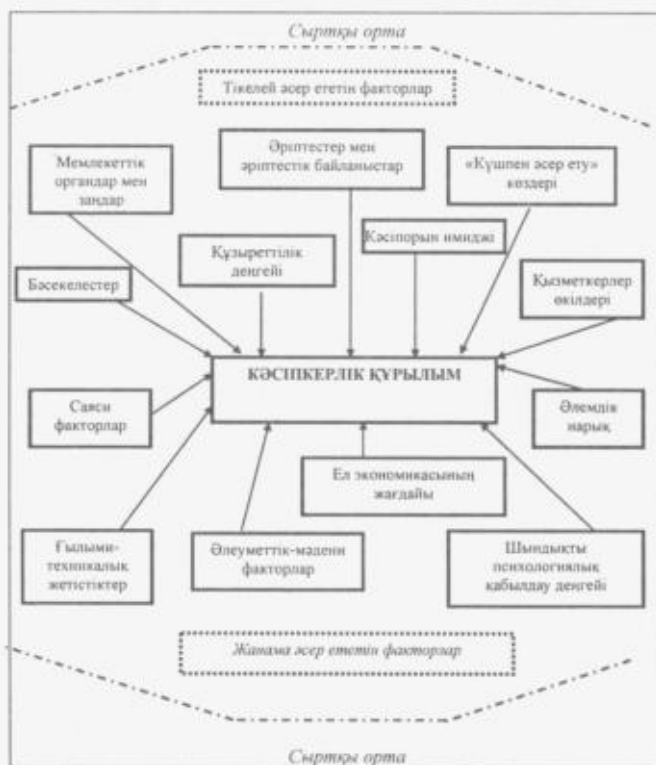 Сыртқы орта
Тікелей әсер ететін факторлар
Әріптестер мен
әріптестік байланыстар
Мемлекеттік
органдар мен
заңдар
«Күшпен әсер ету»
көздері
Кәсіпорын имиджі
Құзыреттілік
деңгейі
Бәсекелестер
Қызметкерлер
өкілдері
КӘСІПКЕРЛІК ҚҰРЫЛЫМ
Саяси
факторлар
Әлемдік
нарық
Ел экономикасының
жағдайы
Ғылыми-
техникалық
жетістіктер
Әлеуметтік-мәдени
факторлар
Шындықты
психологиялық
қабылдау деңгейі
Жанама әсер ететін факторлар
Сыртқы орта